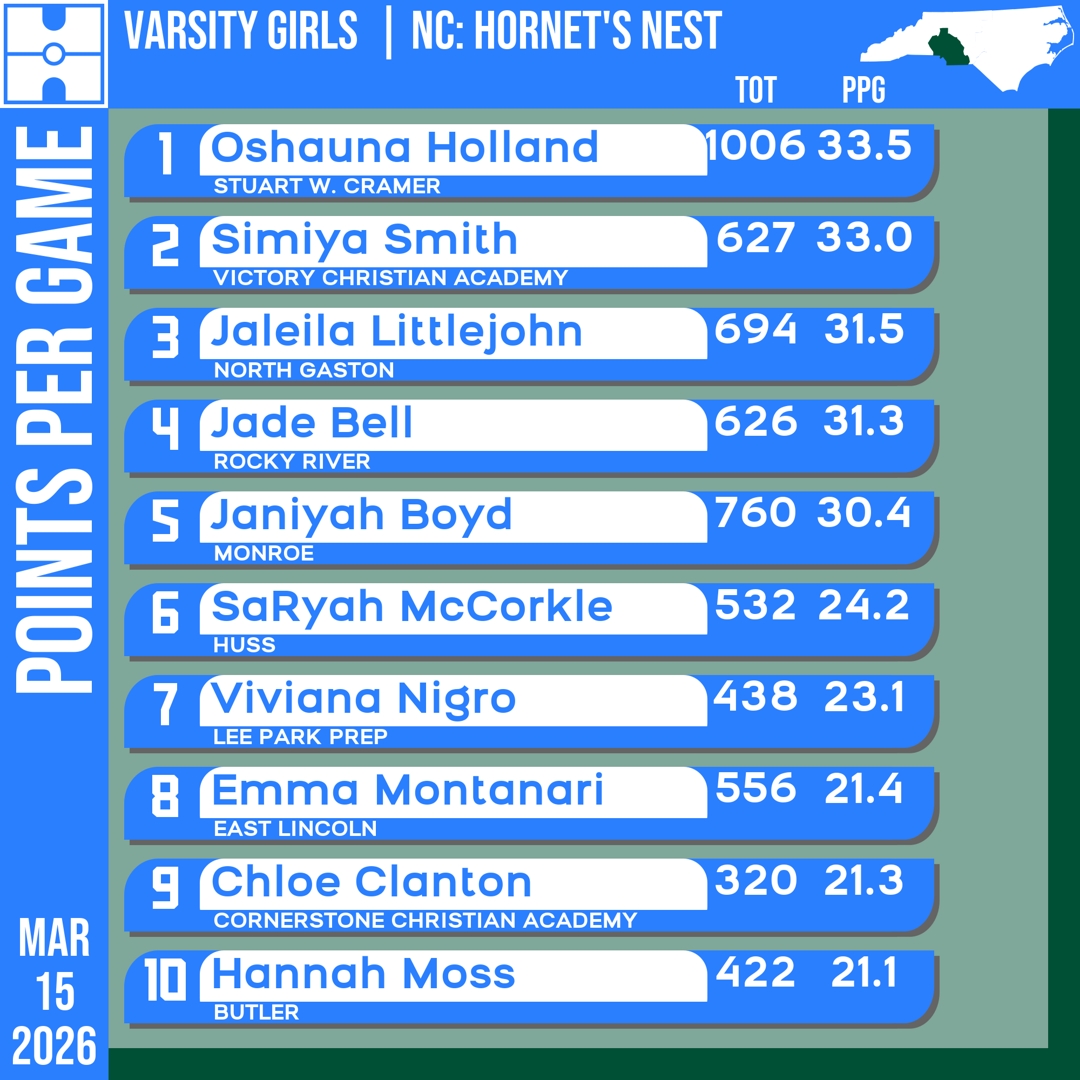 VARSITY GIRLS | NC: HORNET'S NEST
TOT PPG
POINTS PER GAME
1 Oshauna Holland 1006 33.5
STUART W. CRAMER
2 Simiya Smith 627 33.0
VICTORY CHRISTIAN ACADEMY
3 Jaleila Littlejohn 694 31.5
NORTH GASTON
4 Jade Bell 626 31.3
ROCKY RIVER
5 Janiyah Boyd 760 30.4
MONROE
6 SaRyah McCorkle 532 24.2
HUSS
7 Viviana Nigro 438 23.1
LEE PARK PREP
8 Emma Montanari 556 21.4
EAST LINCOLN
9 Chloe Clanton 320 21.3
CORNERSTONE CHRISTIAN ACADEMY
10 Hannah Moss 422 21.1
BUTLER
MAR
15
2026